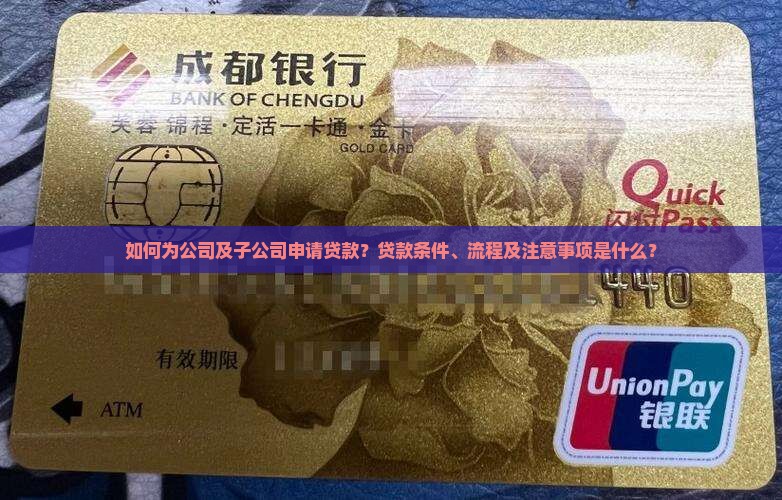 成都银行
BANK OF CHENGDU
芙蓉 锦程·定活一卡通·金卡
GOLD CARD
Quick
闪付Pass
如何为公司及子公司申请贷款？贷款条件、流程及注意事项是什么？
1440
有效期限
ATM
UnionPay
银联